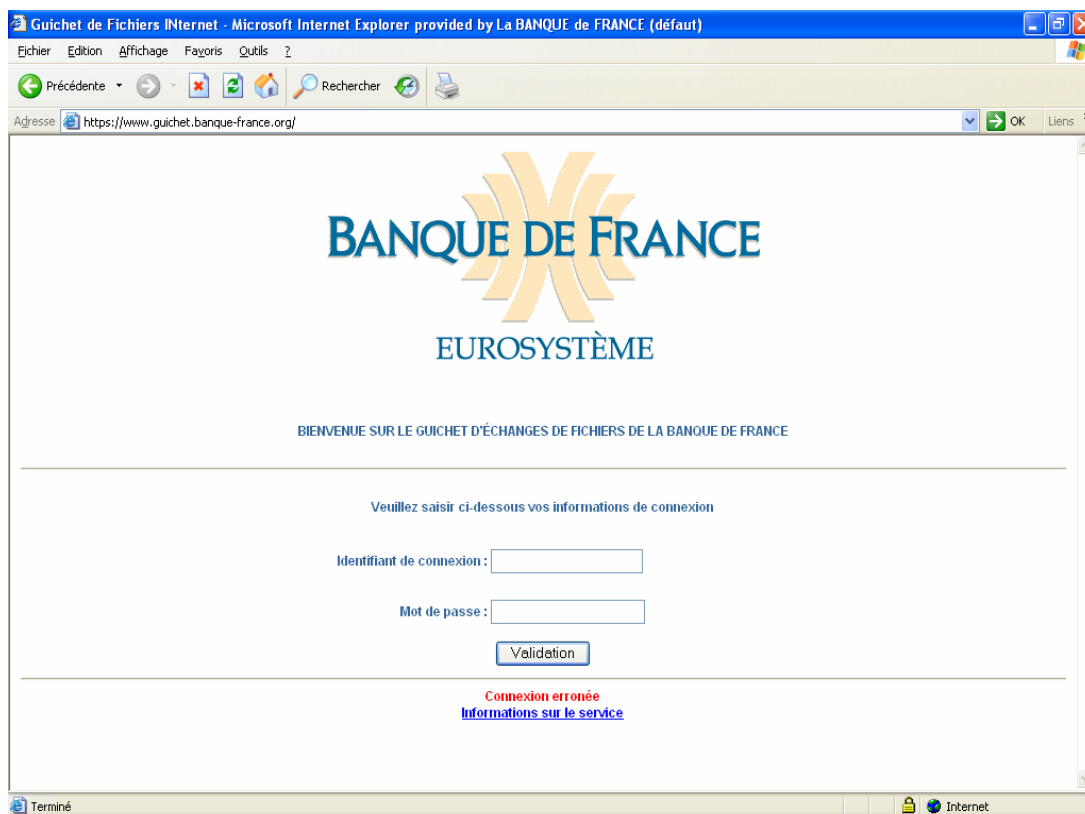 Guichet de Fichiers INternet - Microsoft Internet Explorer provided by La BANQUE de FRANCE (défaut)
Fichier Edition Affichage Favoris Outils ?
Précédente Rechercher
Adresse https://www.guichet.banque-france.org/ OK Liens
BANQUE DE FRANCE
EUROSYSTÈME
BIENVENUE SUR LE GUICHET D'ÉCHANGES DE FICHIERS DE LA BANQUE DE FRANCE
Veuillez saisir ci-dessous vos informations de connexion
Identifiant de connexion :
Mot de passe :
Validation
Connexion erronée
Informations sur le service
Terminé Internet